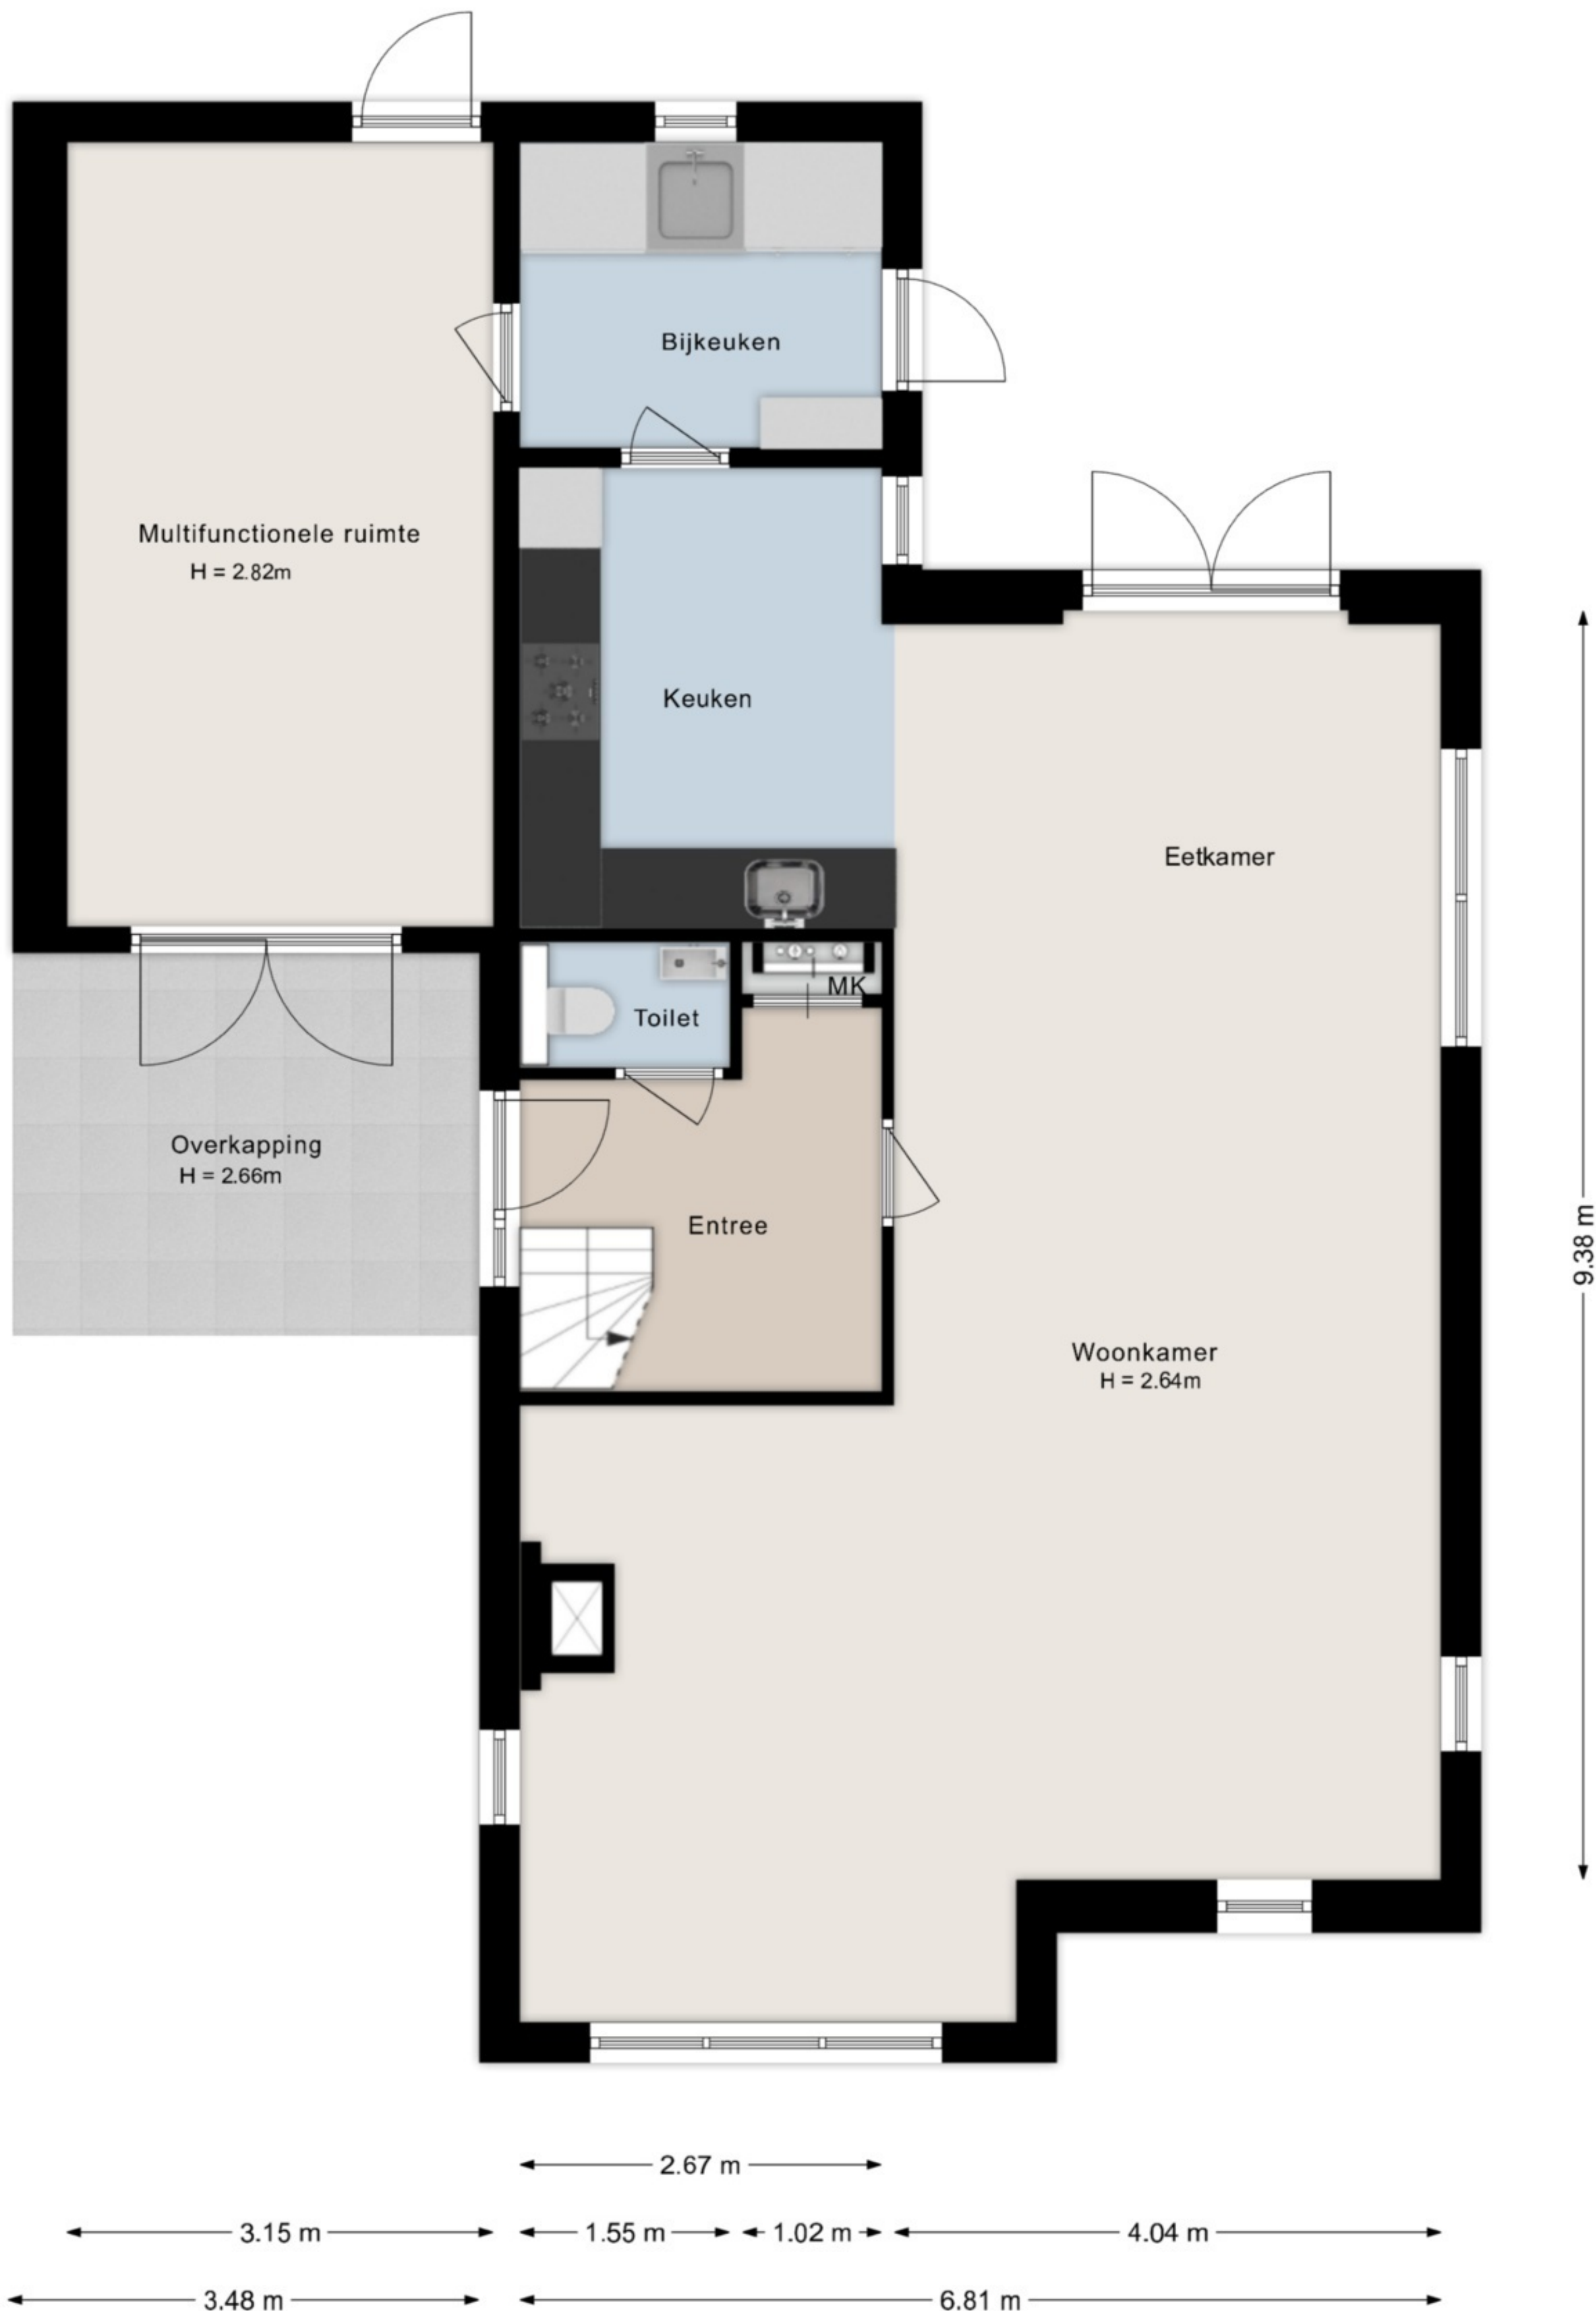 Bijkeuken
Multifunctionele ruimte
H = 2.82m
Keuken
Eetkamer
MK
Toilet
Overkapping
H = 2.66m
Entree
9.38 m
Woonkamer
H = 2.64m
2.67 m
3.15 m
1.55 m
1.02 m
4.04 m
3.48 m
6.81 m